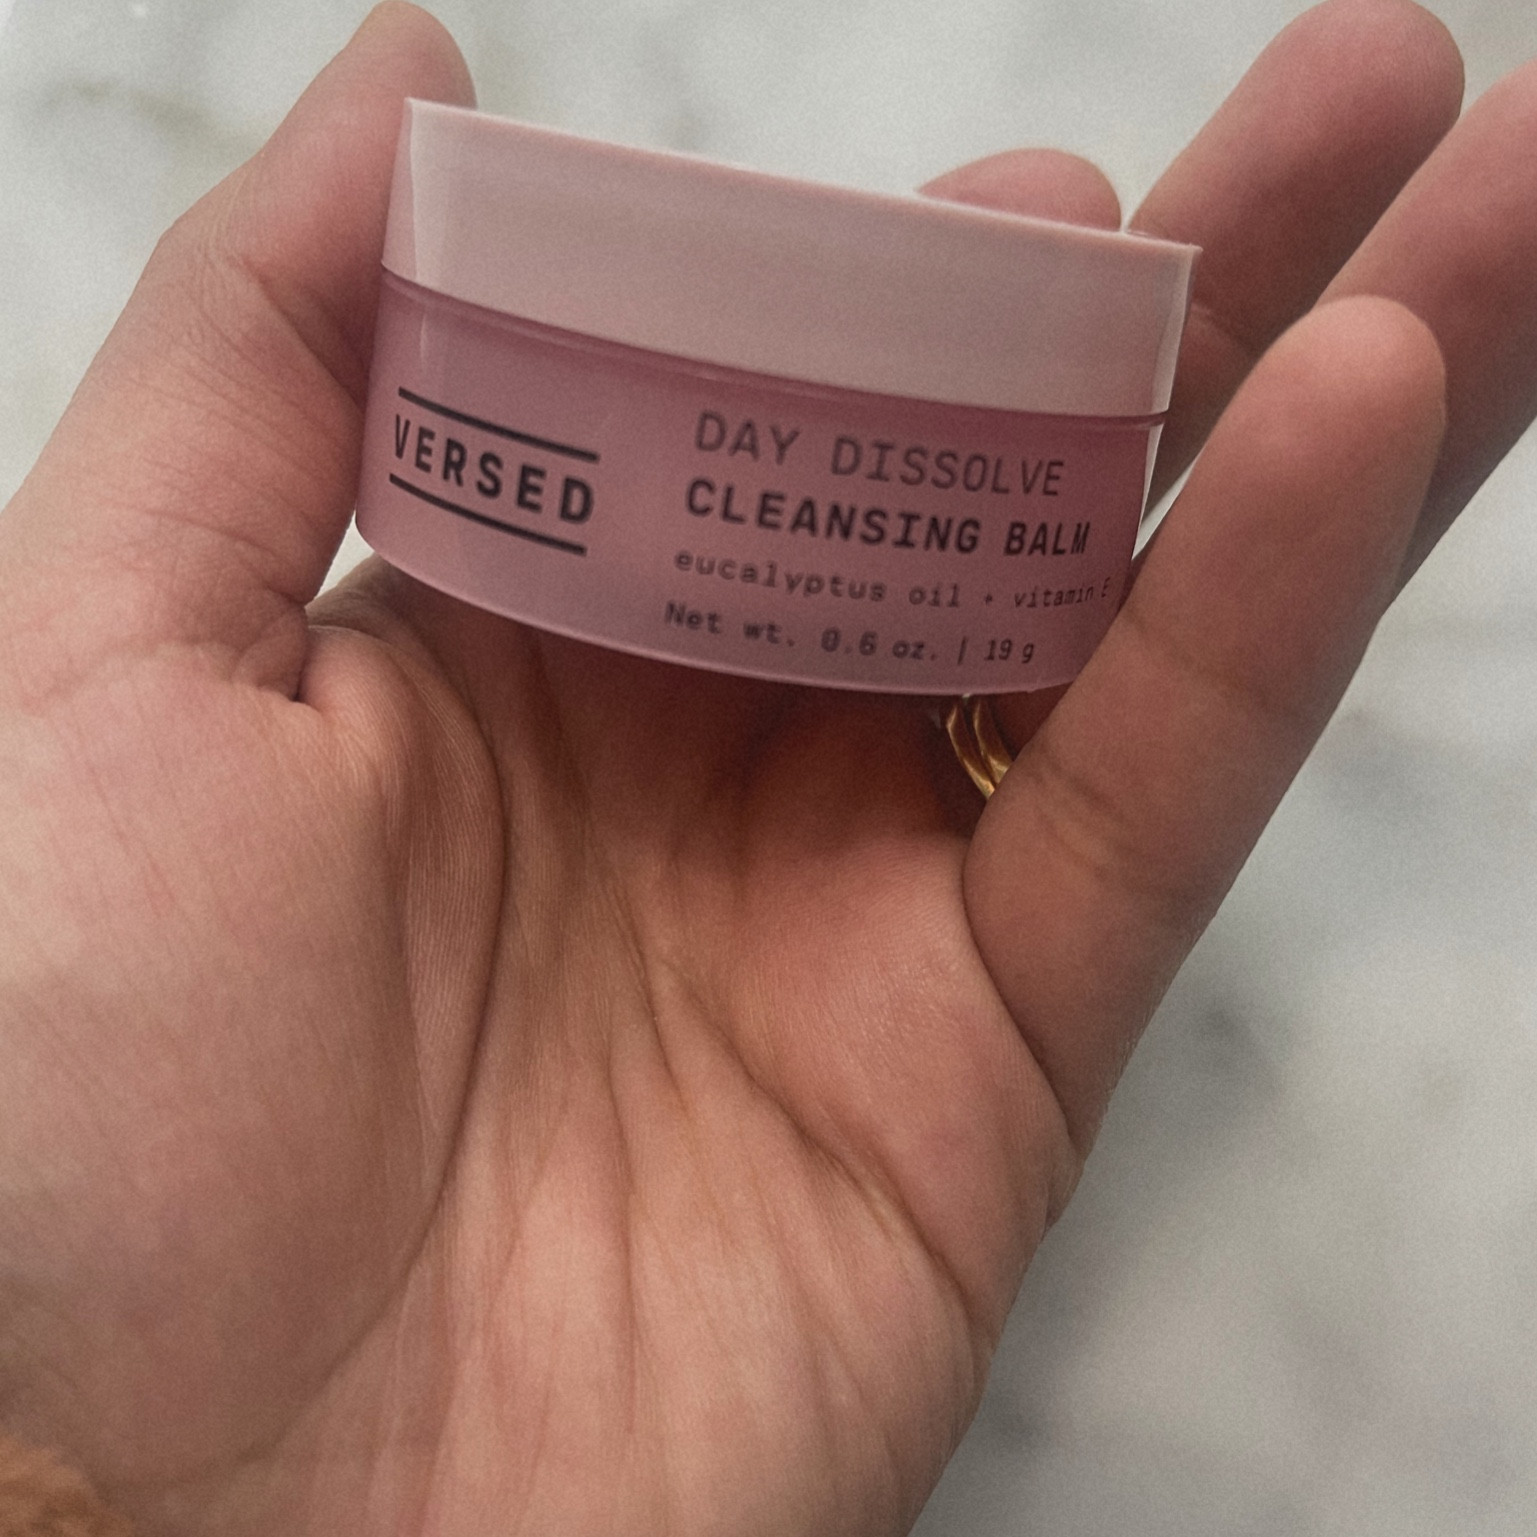 VERSED
DAY DISSOLVE
CLEANSING BALM
eucalyptus oil + vitamin E
Net wt. 0.6 oz. | 19 g